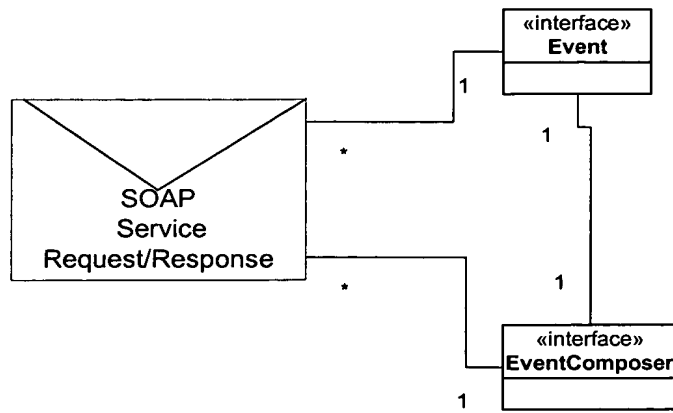 «interface»
Event
1
1
*
SOAP
Service
Request/Response
*
1
«interface»
EventComposer
1